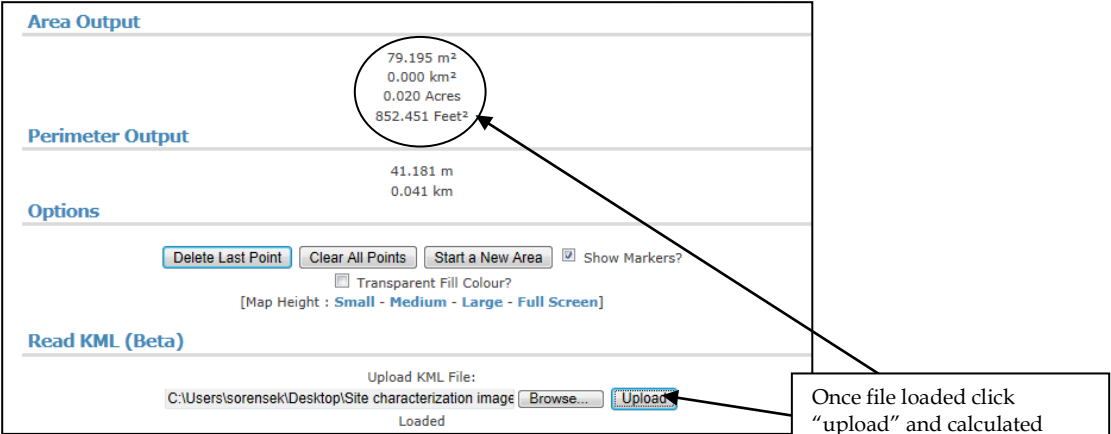 Area Output
79.195 m²
0.000 km²
0.020 Acres
852.451 Feet²
Perimeter Output
41.181 m
0.041 km
Options
Delete Last Point Clear All Points Start a New Area Show Markers?
Transparent Fill Colour?
[Map Height : Small - Medium - Large - Full Screen]
Read KML (Beta)
Upload KML File:
C:\Users\sorensek\Desktop\Site characterization image Browse... Upload
Loaded
Once file loaded click
“upload” and calculated